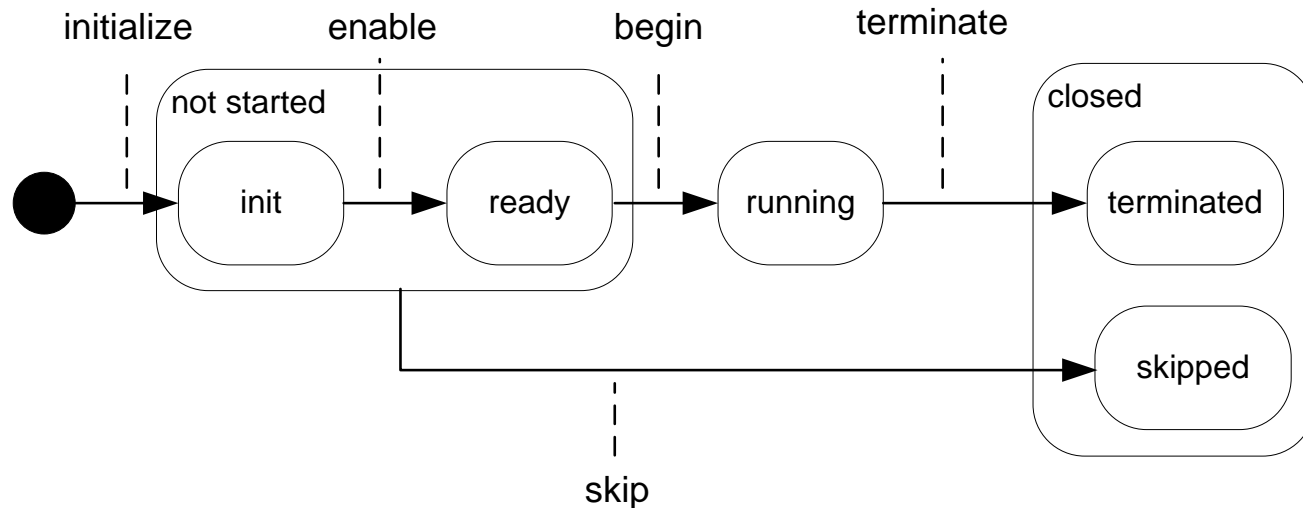 initialize
enable
begin
terminate
not started
closed
init
ready
running
terminated
skipped
skip